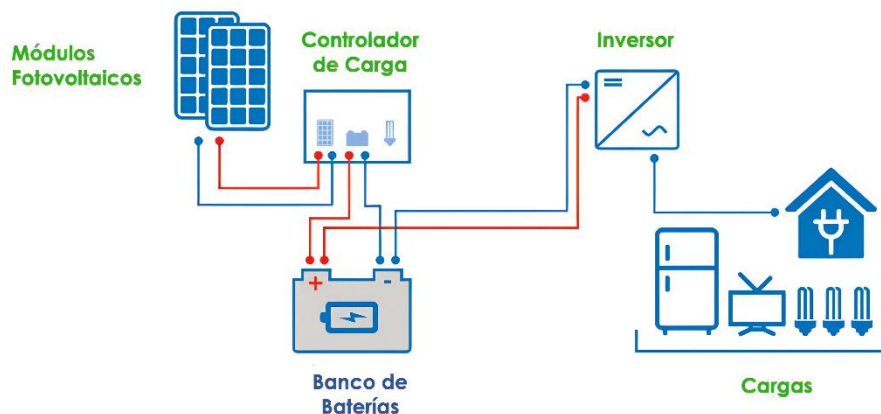 Módulos
Fotovoltaicos
Controlador
de Carga
Inversor
+
-
Banco de
Baterías
Cargas